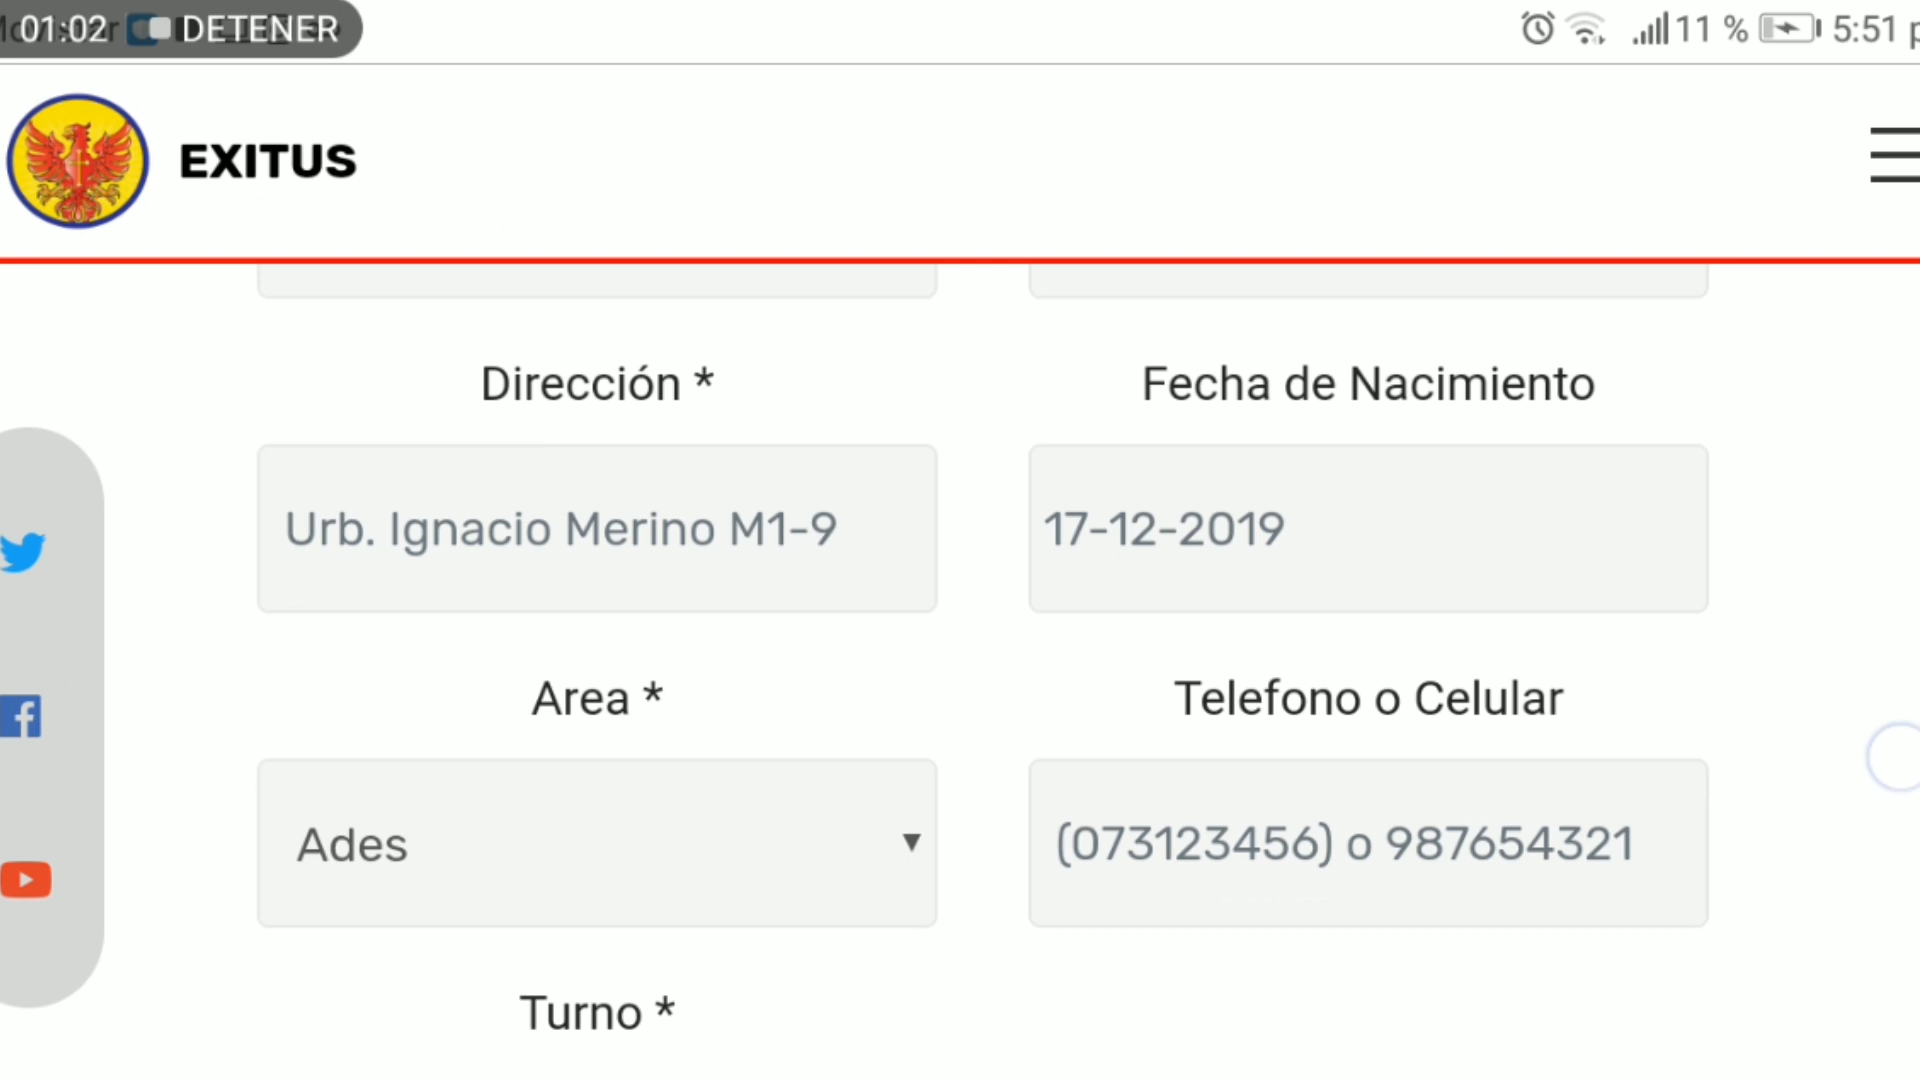 01:02 DETENER
11 % 5:51 p
EXITUS
Dirección *
Fecha de Nacimiento
Urb. Ignacio Merino M1-9
17-12-2019
Area *
Telefono o Celular
Ades
(073123456) o 987654321
Turno *